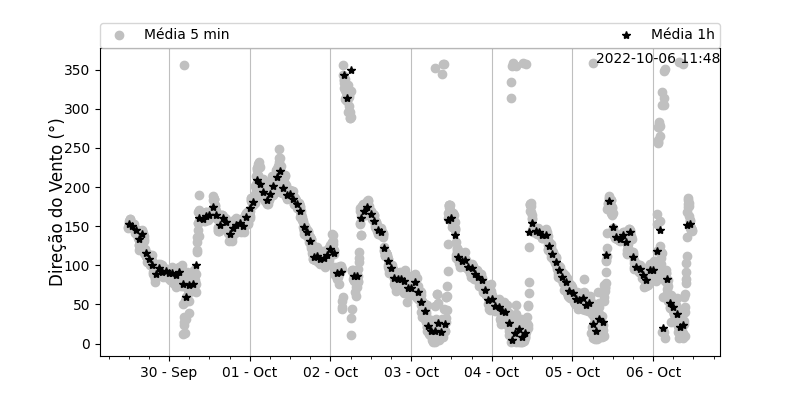 Média 5 min
Média 1h
2022-10-06 11:48
Direção do Vento (°)
350
300
250
200
150
100
50
0
30 - Sep
01 - Oct
02 - Oct
03 - Oct
04 - Oct
05 - Oct
06 - Oct